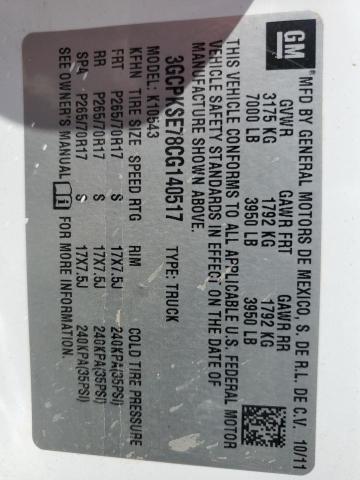 GM
MFD BY GENERAL MOTORS DE MEXICO, S. DE R.L. DE C.V. 10/11
GVWR GAWR FRT GAWR RR
3175 KG 1792 KG 1792 KG
7000 LB 3950 LB 3950 LB
THIS VEHICLE CONFORMS TO ALL APPLICABLE U.S. FEDERAL MOTOR
VEHICLE SAFETY STANDARDS IN EFFECT ON THE DATE OF
MANUFACTURE SHOWN ABOVE.
3GCPKSE78CG140517 TYPE: TRUCK
MODEL: K10543
KFHN TIRE SIZE SPEED RTG RIM COLD TIRE PRESSURE
FRT P265/70R17 S 17X7.5J 240KPA(35PSI)
RR P265/70R17 S 17X7.5J 240KPA(35PSI)
SPA P265/70R17 S 17X7.5J 240KPA(35PSI)
SEE OWNER'S MANUAL FOR MORE INFORMATION.